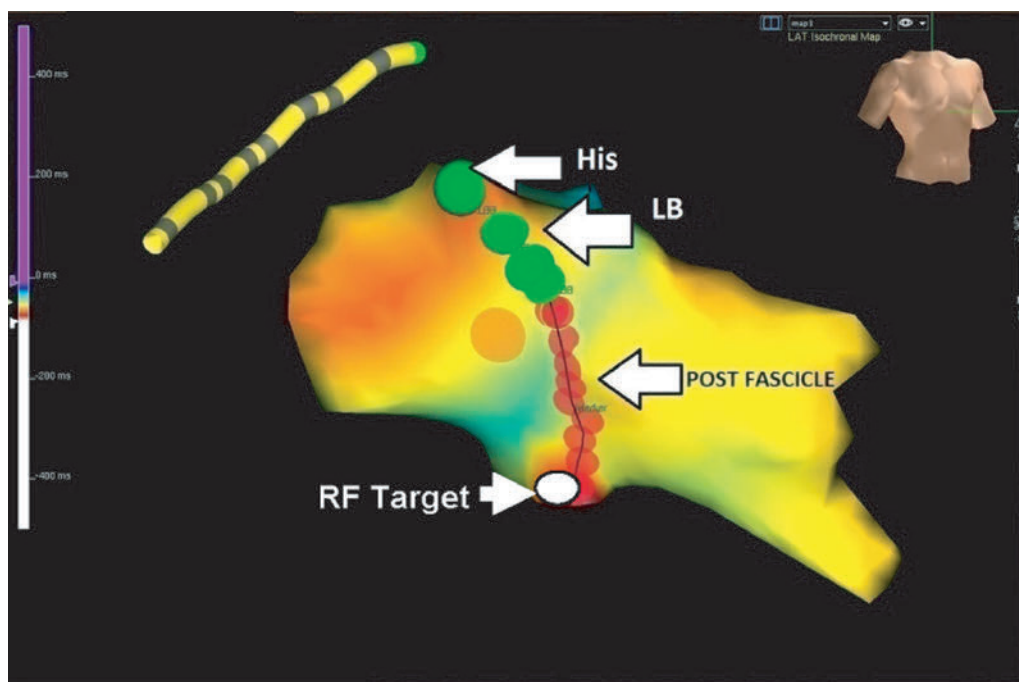 map1
LAT Isochronal Map
400 ms
200 ms
0 ms
-200 ms
-400 ms
His
LB
POST FASCICLE
RF Target